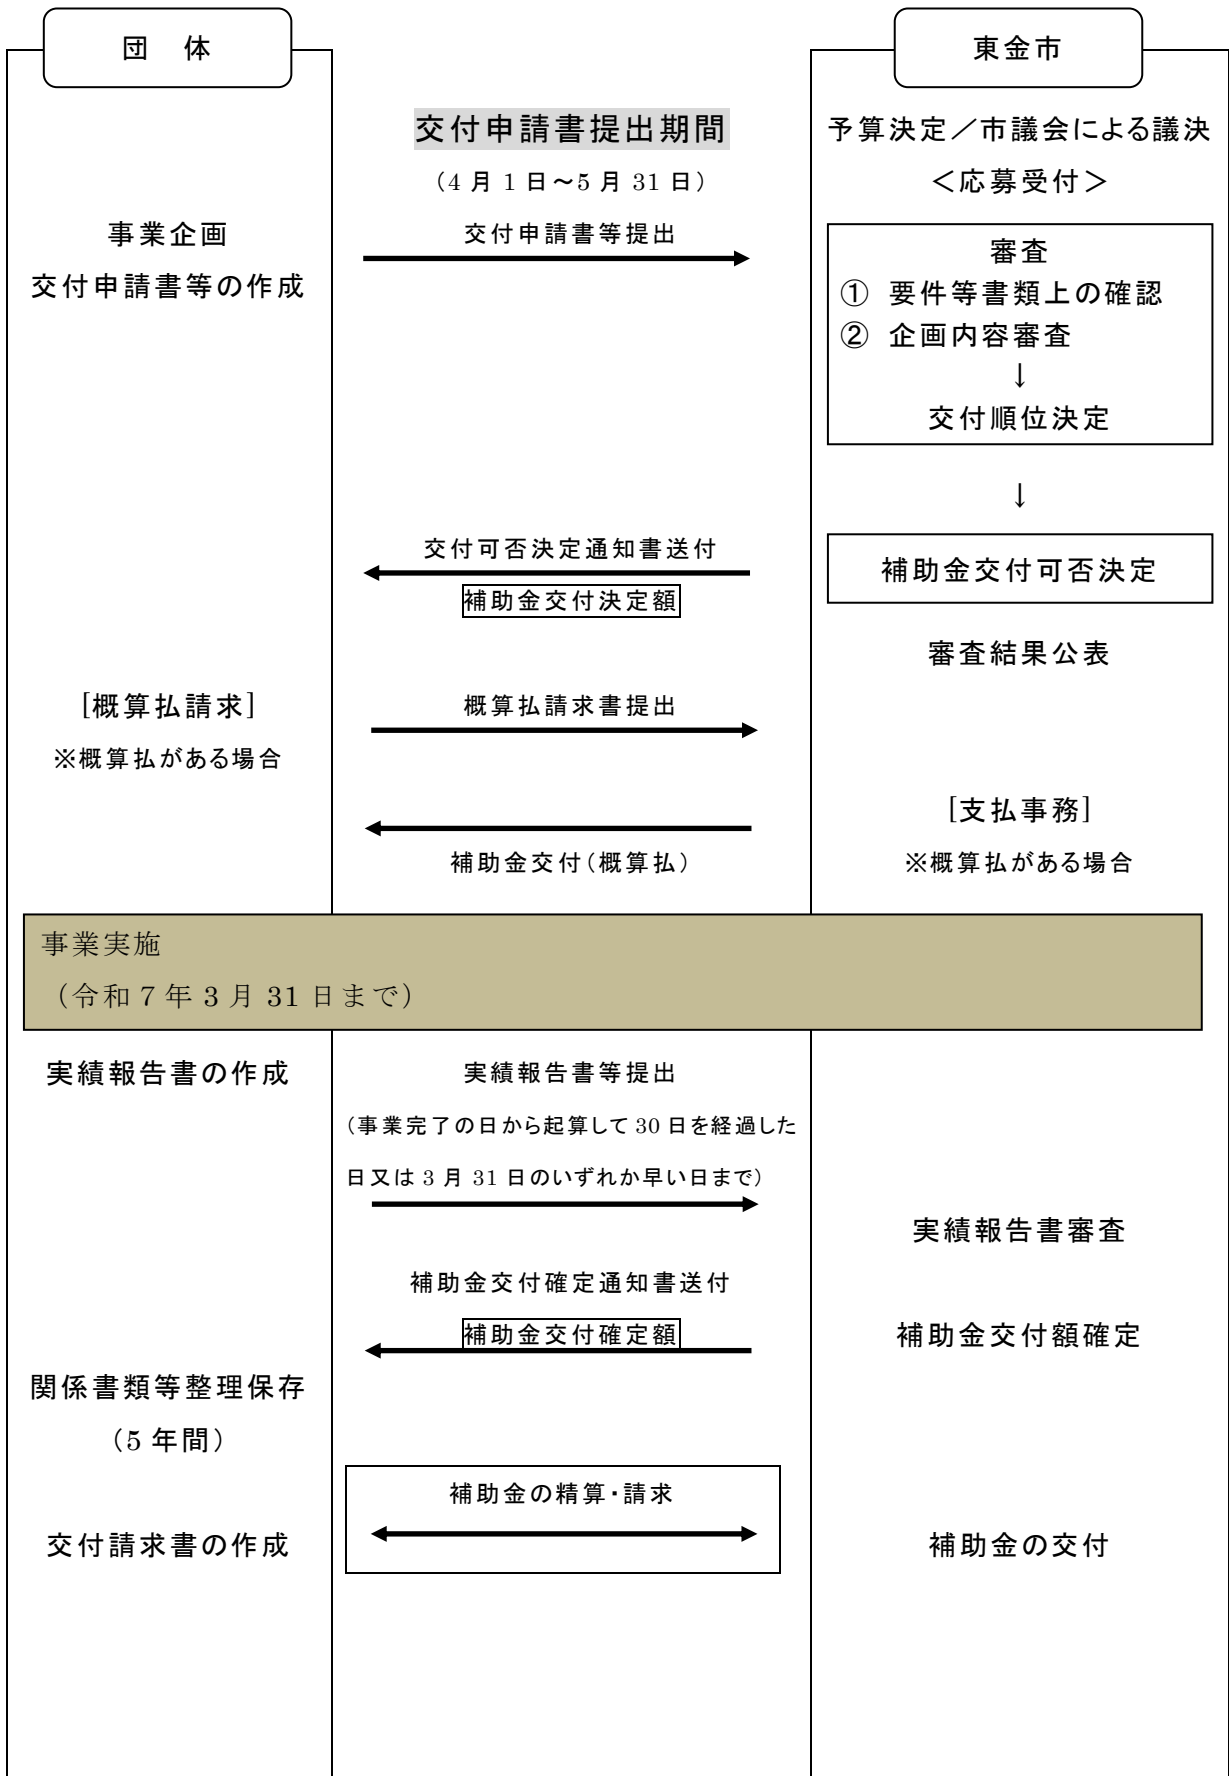 団　体
東金市
交付申請書提出期間
（4 月 1 日～5 月 31 日）
予算決定／市議会による議決
＜応募受付＞
事業企画
交付申請書等の作成
交付申請書等提出
審査
① 要件等書類上の確認
② 企画内容審査
↓
交付順位決定
↓
交付可否決定通知書送付
補助金交付決定額
補助金交付可否決定
審査結果公表
[概算払請求]
※概算払がある場合
概算払請求書提出
[支払事務]
※概算払がある場合
補助金交付（概算払）
事業実施
（令和 7 年 3 月 31 日まで）
実績報告書の作成
実績報告書等提出
（事業完了の日から起算して 30 日を経過した
日又は 3 月 31 日のいずれか早い日まで）
実績報告書審査
補助金交付確定通知書送付
補助金交付確定額
補助金交付額確定
関係書類等整理保存
（5 年間）
補助金の精算・請求
交付請求書の作成
補助金の交付